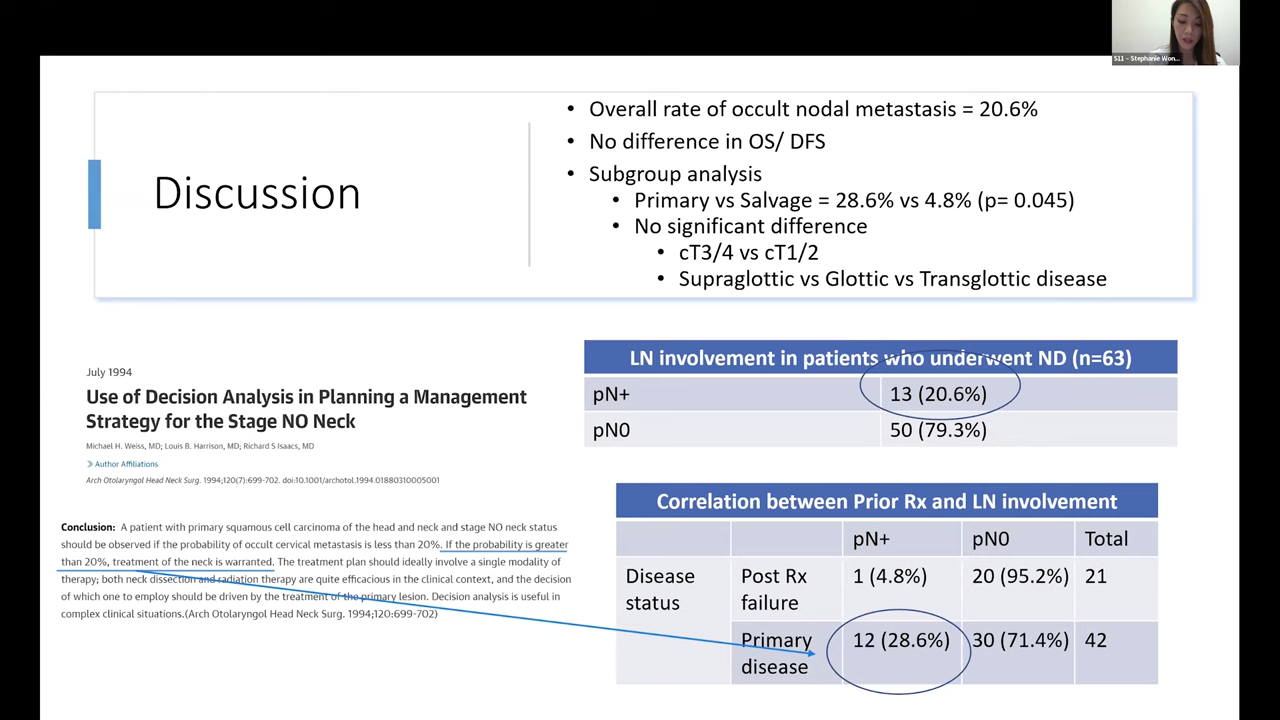 S11 – Stephanie Won...
Discussion
• Overall rate of occult nodal metastasis = 20.6%
• No difference in OS/ DFS
• Subgroup analysis
• Primary vs Salvage = 28.6% vs 4.8% (p= 0.045)
• No significant difference
• cT3/4 vs cT1/2
• Supraglottic vs Glottic vs Transglottic disease
July 1994
Use of Decision Analysis in Planning a Management
Strategy for the Stage NO Neck
Michael H. Weiss, MD; Louis B. Harrison, MD; Richard S Isaacs, MD
≫ Author Affiliations
Arch Otolaryngol Head Neck Surg. 1994;120(7):699-702. doi:10.1001/archotol.1994.01880310005001
Conclusion: A patient with primary squamous cell carcinoma of the head and neck and stage NO neck status
should be observed if the probability of occult cervical metastasis is less than 20%. If the probability is greater
than 20%, treatment of the neck is warranted. The treatment plan should ideally involve a single modality of
therapy; both neck dissection and radiation therapy are quite efficacious in the clinical context, and the decision
of which one to employ should be driven by the treatment of the primary lesion. Decision analysis is useful in
complex clinical situations.(Arch Otolaryngol Head Neck Surg. 1994;120:699-702)
LN involvement in patients who underwent ND (n=63)
pN+ 13 (20.6%)
pN0 50 (79.3%)
Correlation between Prior Rx and LN involvement
pN+ pN0 Total
Disease status Post Rx failure 1 (4.8%) 20 (95.2%) 21
Primary disease 12 (28.6%) 30 (71.4%) 42